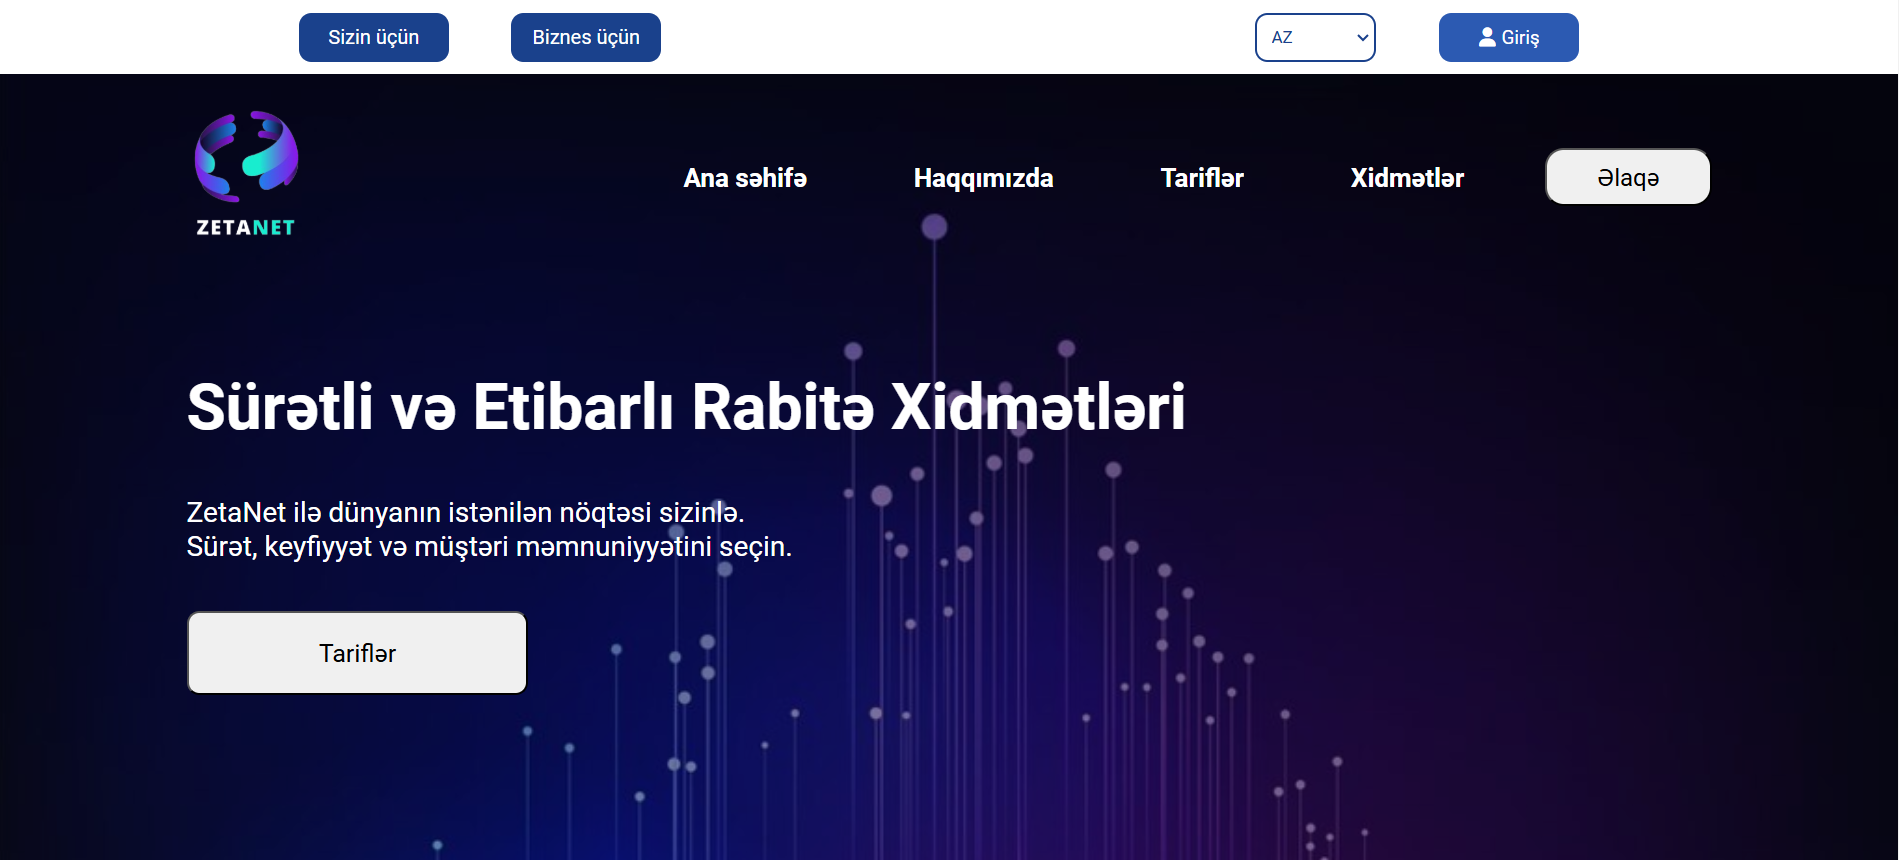 Sizin üçün
Biznes üçün
AZ
Giriş
ZETANET
Ana səhifə
Haqqımızda
Tariflər
Xidmətlər
Əlaqə
Sürətli və Etibarlı Rabitə Xidmətləri
ZetaNet ilə dünyanın istənilən nöqtəsi sizinlə.
Sürət, keyfiyyət və müştəri məmnuniyyətini seçin.
Tariflər